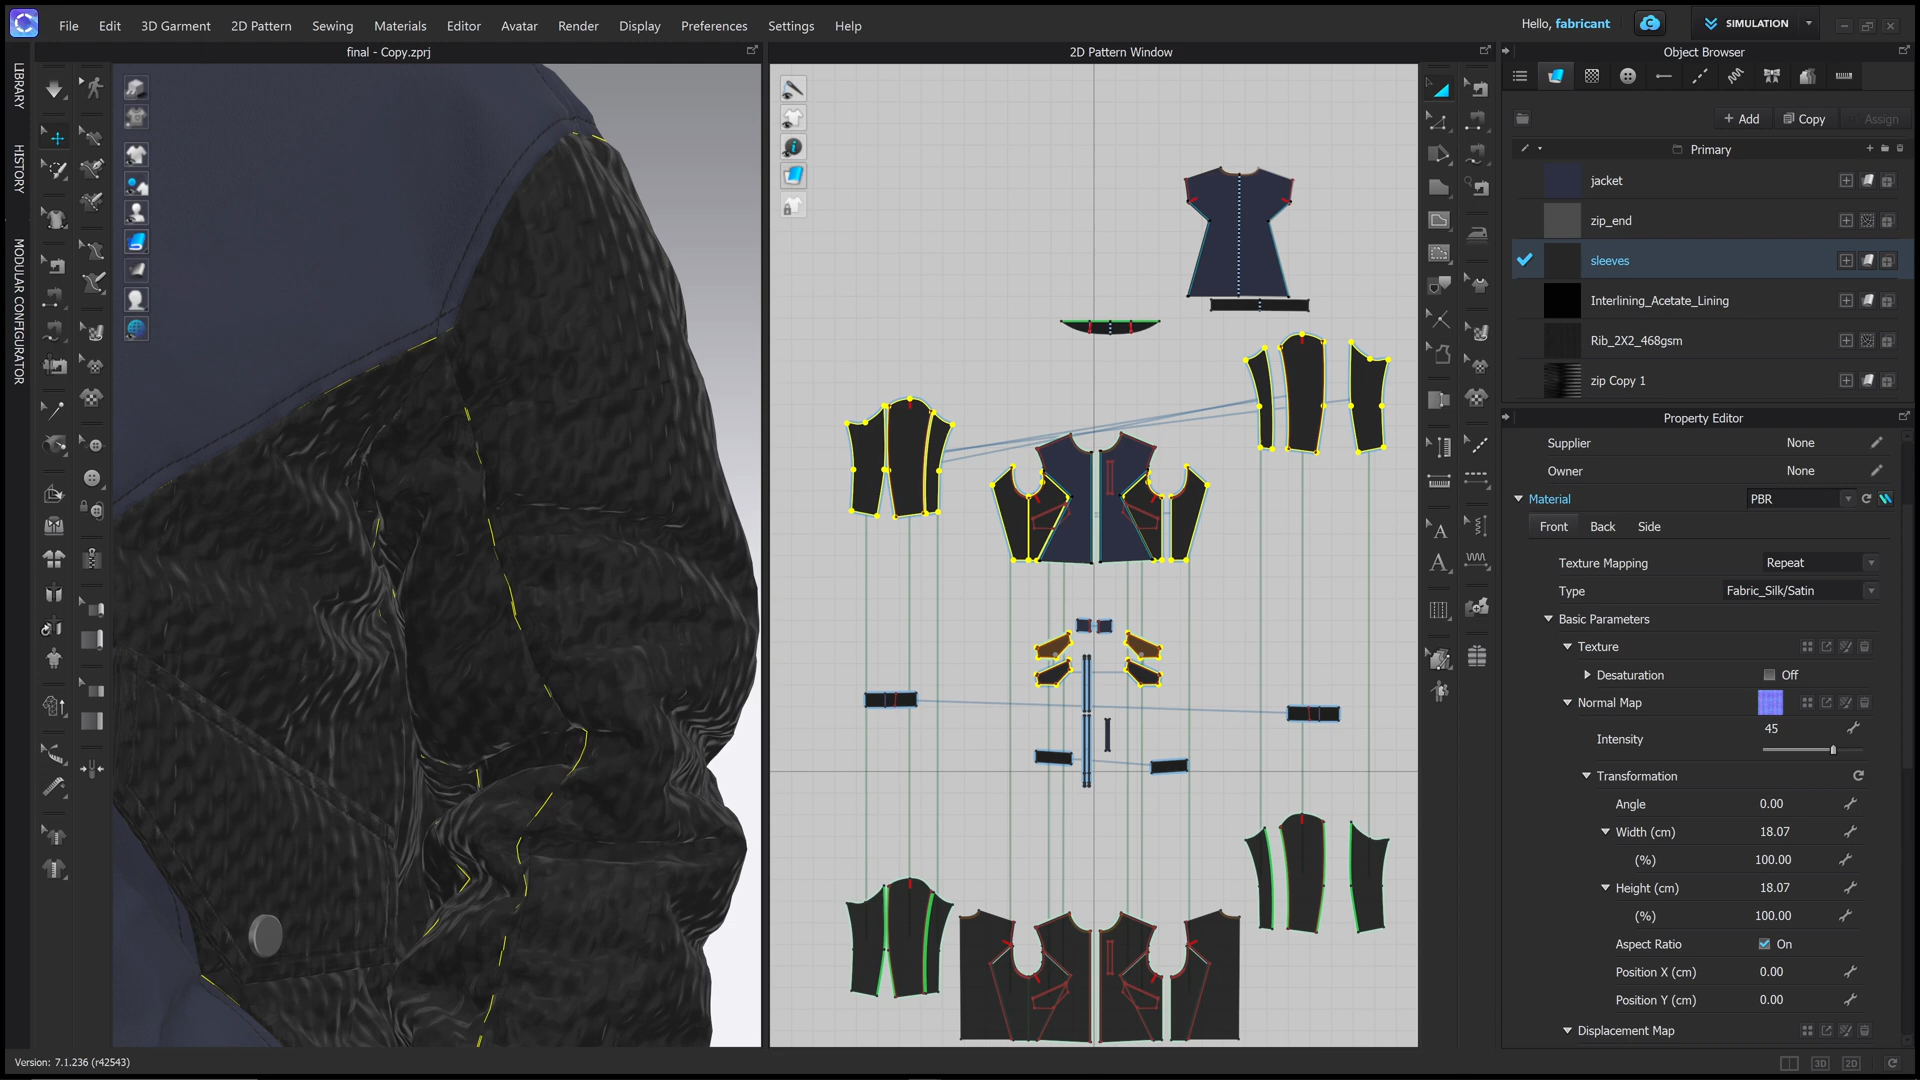 File Edit 3D Garment 2D Pattern Sewing Materials Editor Avatar Render Display Preferences Settings Help
Hello, fabricant
SIMULATION
final - Copy.zprj
2D Pattern Window
Object Browser
LIBRARY
HISTORY
MODULAR CONFIGURATOR
+ Add
Copy
Assign
Primary
jacket
zip_end
sleeves
Interlining_Acetate_Lining
Rib_2X2_468gsm
zip Copy 1
Property Editor
Supplier None
Owner None
Material PBR
Front Back Side
Texture Mapping Repeat
Type Fabric_Silk/Satin
Basic Parameters
Texture
Desaturation Off
Normal Map
Intensity 45
Transformation
Angle 0.00
Width (cm) 18.07
(%) 100.00
Height (cm) 18.07
(%) 100.00
Aspect Ratio On
Position X (cm) 0.00
Position Y (cm) 0.00
Displacement Map
Version: 7.1.236 (r42543)
3D 2D